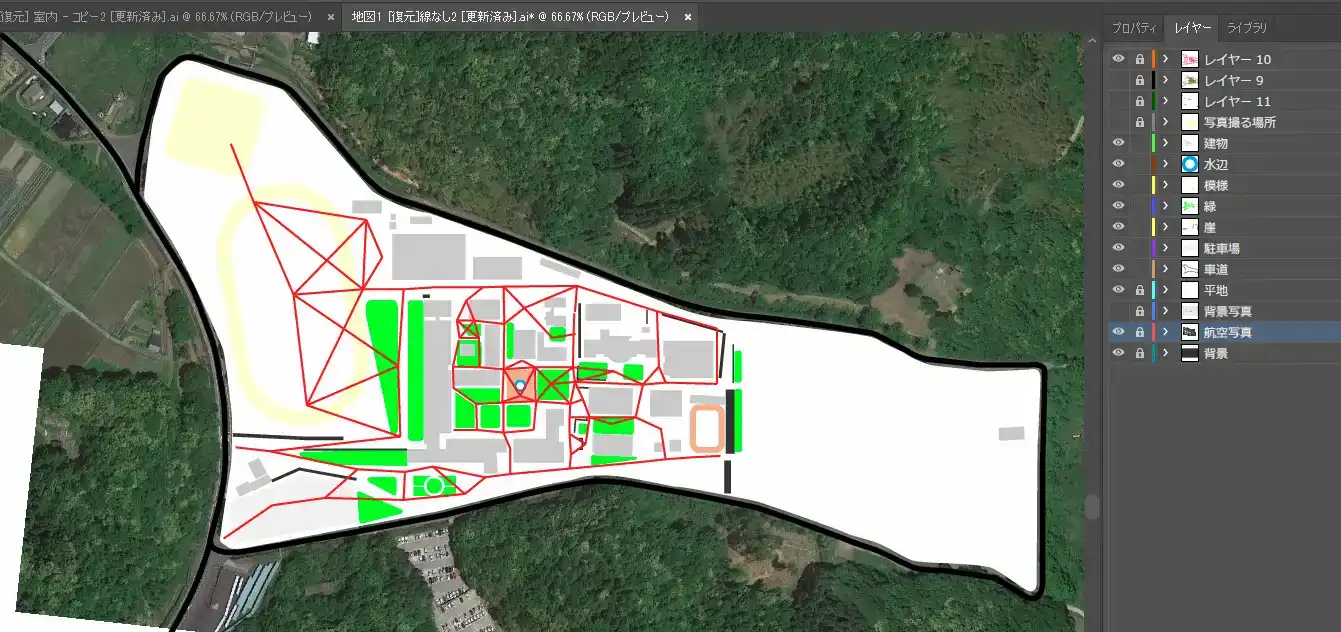 [復元] 室内 - コピー2 [更新済み].ai @ 66.67% (RGB/プレビュー) ×
地図1 [復元]線なし2 [更新済み].ai* @ 66.67% (RGB/プレビュー) ×
プロパティ レイヤー ライブラリ
レイヤー 10
レイヤー 9
レイヤー 11
写真撮る場所
建物
水辺
模様
緑
崖
駐車場
車道
平地
背景写真
航空写真
背景